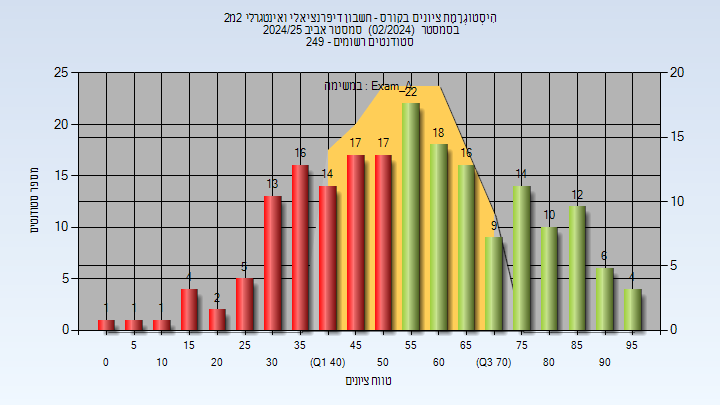 הִיסְטוּגְרָמַת ציונים בקורס - חשבון דיפרנציאלי ואינטגרלי 2מ2
בסמסטר (02/2024) סמסטר אביב 2024/25
סטודנטים רשומים - 249
במשימה : Exam_A
25 20 15 10 5 0
20 15 10 5 0
מספר סטודנטים
1 1 1 4 2 5 13 16 14 17 17 22 18 16 9 14 10 12 6 4
5 15 25 35 45 55 65 75 85 95
0 10 20 30 (Q1 40) 50 60 (Q3 70) 80 90
טווח ציונים